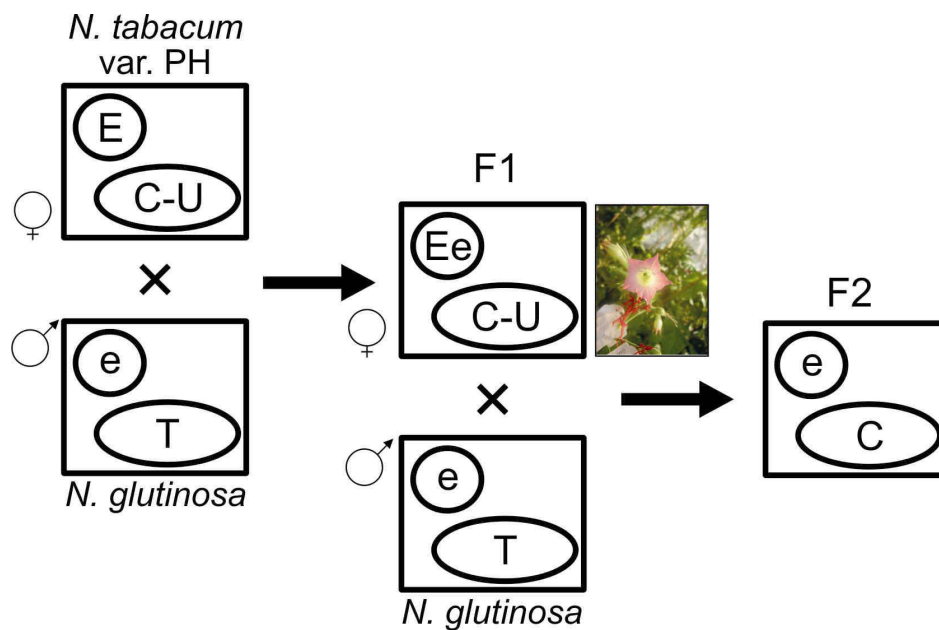 N. tabacum
var. PH
E
C-U
♀
×
♂
e
T
N. glutinosa
F1
Ee
C-U
♀
×
♂
e
T
N. glutinosa
F2
e
C